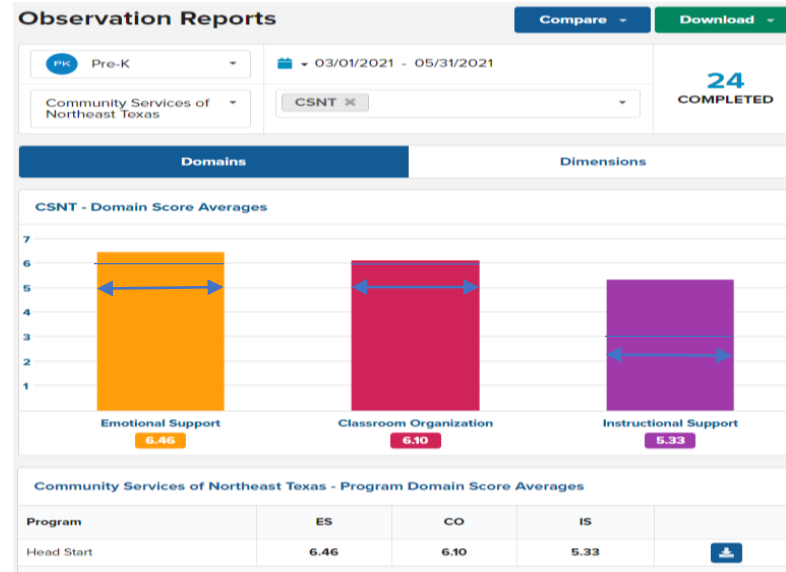 Observation Reports
Compare
Download
PK Pre-K
03/01/2021 - 05/31/2021
24
COMPLETED
Community Services of
Northeast Texas
CSNT ×
Domains
Dimensions
CSNT - Domain Score Averages
7
6
5
4
3
2
1
Emotional Support
Classroom Organization
Instructional Support
6.46
6.10
5.33
Community Services of Northeast Texas - Program Domain Score Averages
Program ES CO IS
Head Start 6.46 6.10 5.33